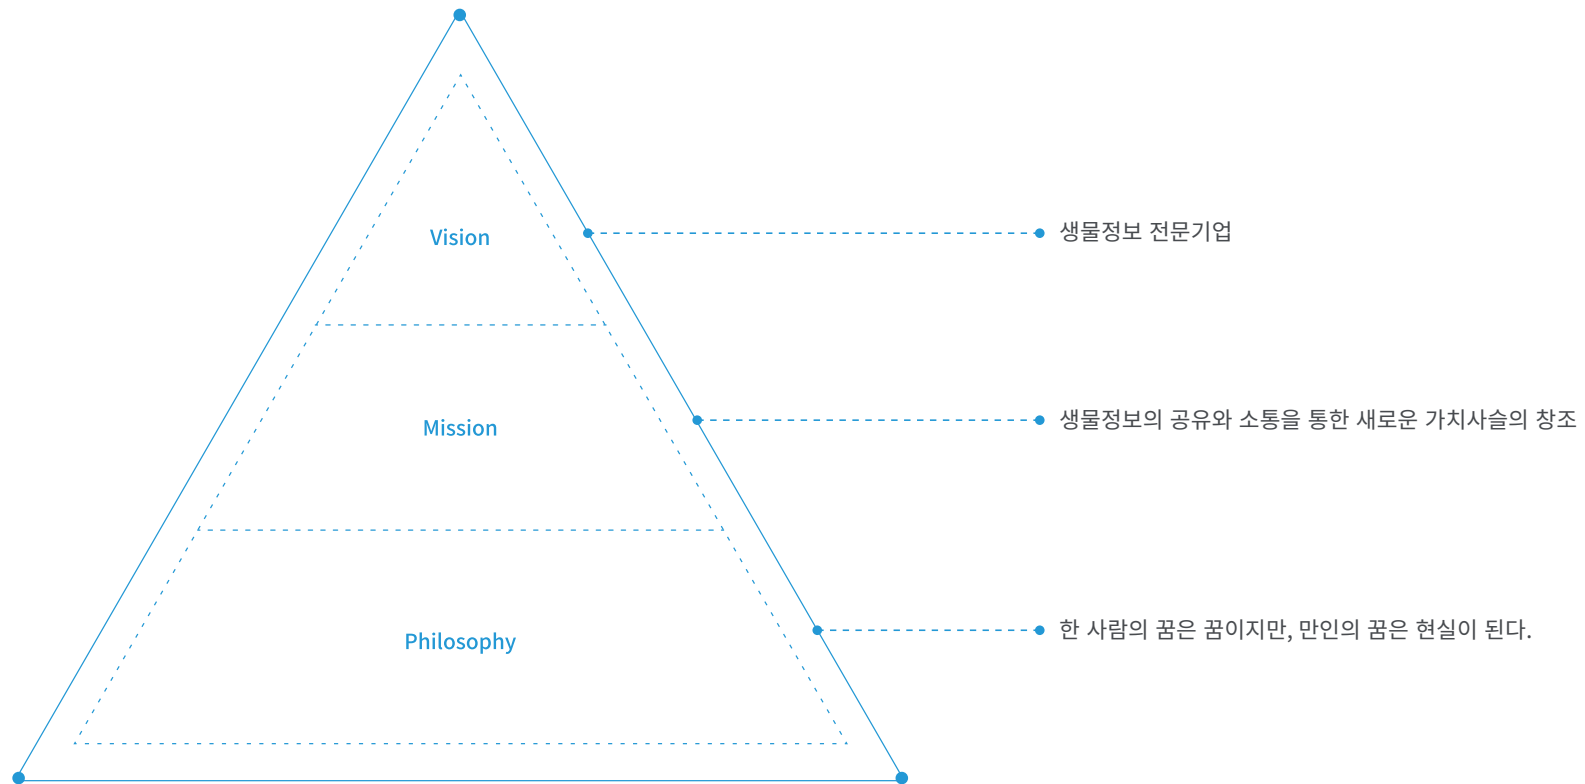 Vision
생물정보 전문기업
Mission
생물정보의 공유와 소통을 통한 새로운 가치사슬의 창조
Philosophy
한 사람의 꿈은 꿈이지만, 만인의 꿈은 현실이 된다.